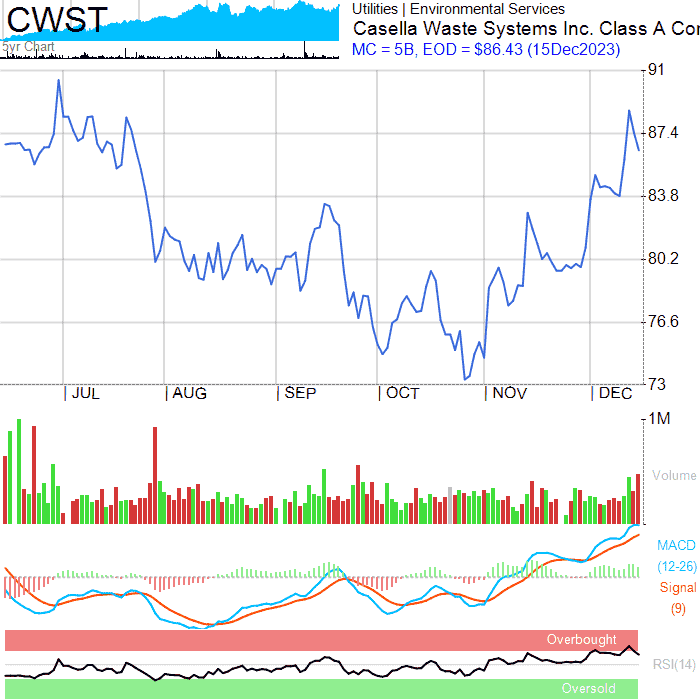 CWST
5yr Chart
Utilities | Environmental Services
Casella Waste Systems Inc. Class A Cor
MC = 5B, EOD = $86.43 (15Dec2023)
91
87.4
83.8
80.2
76.6
73
JUL
AUG
SEP
OCT
NOV
DEC
1M
Volume
MACD
(12-26)
Signal
(9)
Overbought
RSI(14)
Oversold